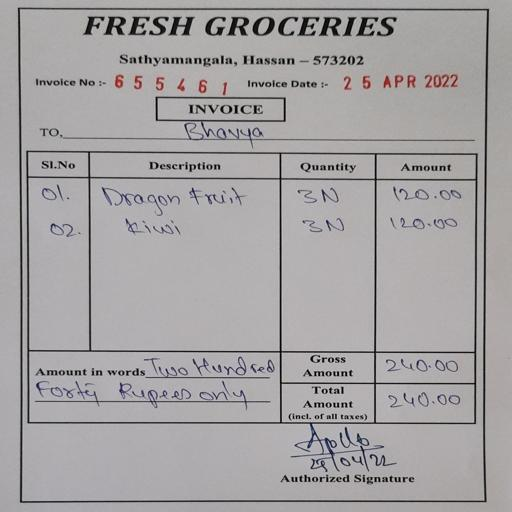 FRESH GROCERIES
Sathyamangala, Hassan – 573202
Invoice No :- 655461 Invoice Date :- 25 APR 2022
INVOICE
TO, Bhavya
Sl.No Description Quantity Amount
01. Dragon Fruit 3N 120.00
02. Kiwi 3N 120.00
Amount in words Two Hundred
Forty Rupees only
Gross Amount 240.00
Total Amount (incl. of all taxes) 240.00
/04/22
Authorized Signature